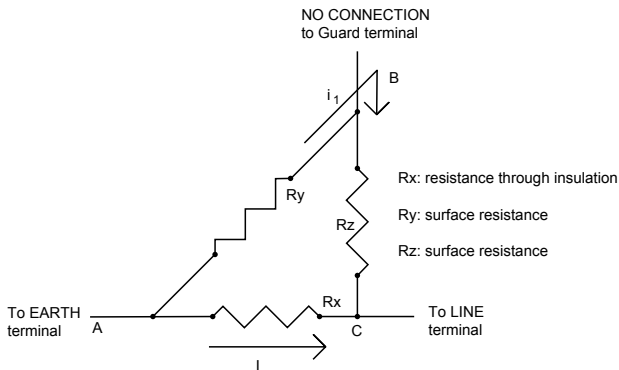 NO CONNECTION
to Guard terminal
B
i 1
Rx: resistance through insulation
Ry
Ry: surface resistance
Rz
Rz: surface resistance
To EARTH
terminal
A
Rx
C
To LINE
terminal
I